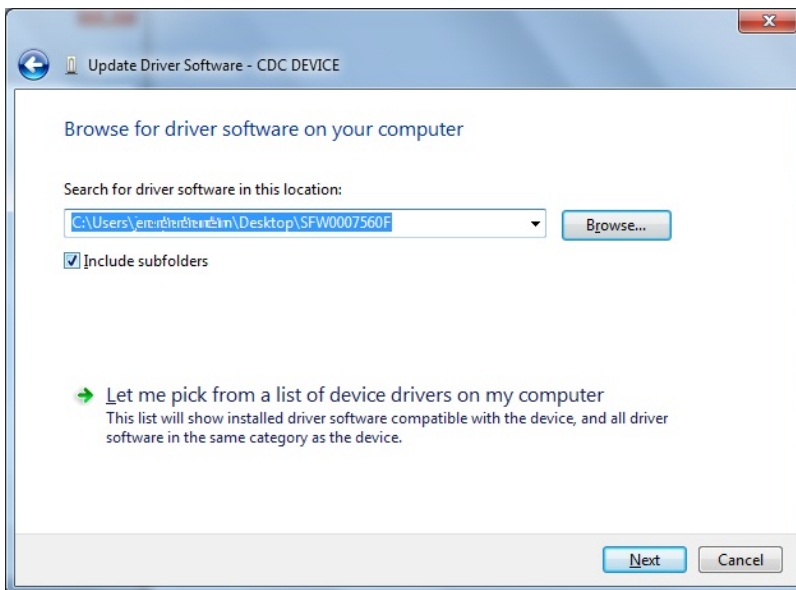 Update Driver Software - CDC DEVICE
Browse for driver software on your computer
Search for driver software in this location:
C:\Users\ \Desktop\SFW0007560F
Browse...
Include subfolders
Let me pick from a list of device drivers on my computer
This list will show installed driver software compatible with the device, and all driver
software in the same category as the device.
Next Cancel